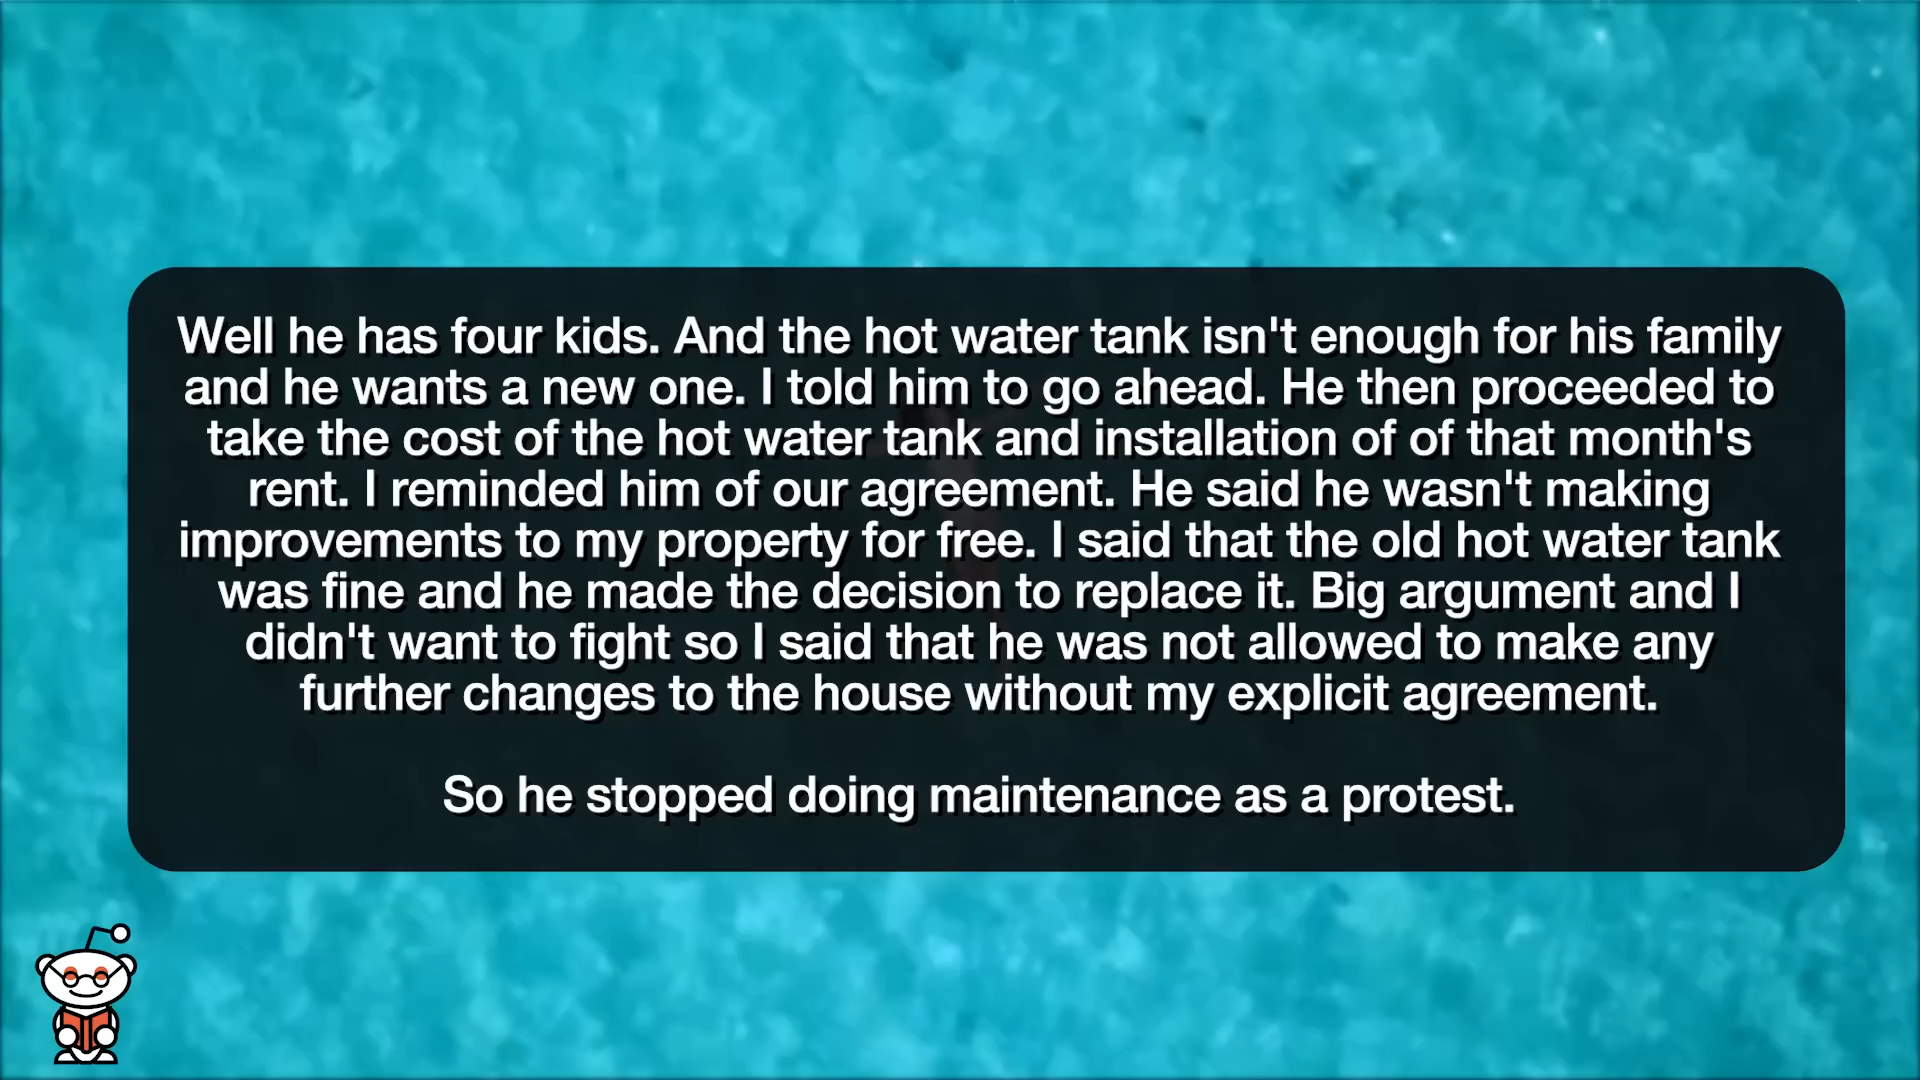 Well he has four kids. And the hot water tank isn't enough for his family
and he wants a new one. I told him to go ahead. He then proceeded to
take the cost of the hot water tank and installation of of that month's
rent. I reminded him of our agreement. He said he wasn't making
improvements to my property for free. I said that the old hot water tank
was fine and he made the decision to replace it. Big argument and I
didn't want to fight so I said that he was not allowed to make any
further changes to the house without my explicit agreement.
So he stopped doing maintenance as a protest.